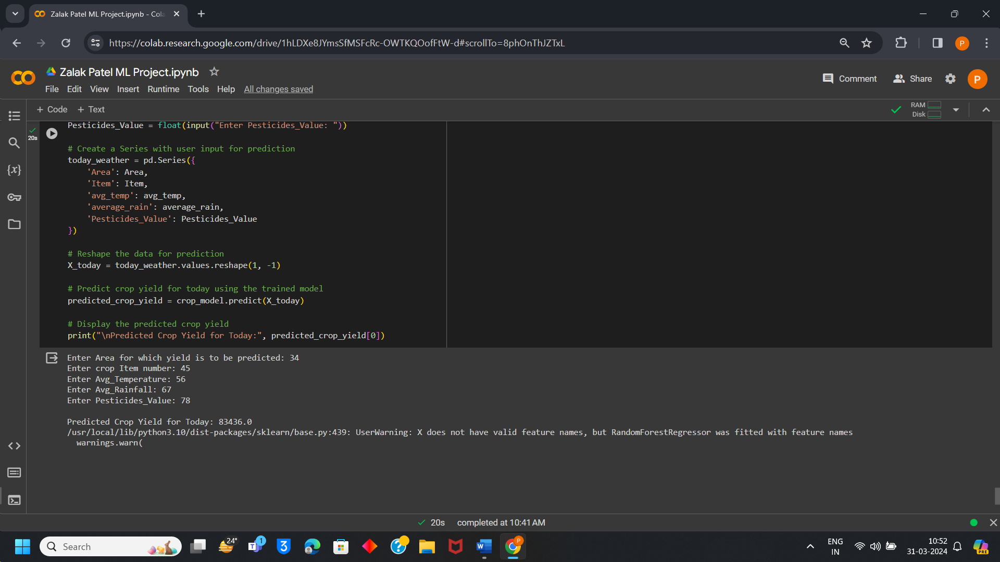 Zalak Patel ML Project.ipynb - Cola
https://colab.research.google.com/drive/1hLDXe8JYmsSfMSFcRc-OWTKQOofFtW-d#scrollTo=8phOnThJZTxL
P
Zalak Patel ML Project.ipynb
Comment
Share
P
File Edit View Insert Runtime Tools Help All changes saved
+ Code + Text
RAM
Disk
20s
Pesticides_Value = float(input("Enter Pesticides_Value: "))
# Create a Series with user input for prediction
today_weather = pd.Series({
'Area': Area,
'Item': Item,
'avg_temp': avg_temp,
'average_rain': average_rain,
'Pesticides_Value': Pesticides_Value
})
# Reshape the data for prediction
X_today = today_weather.values.reshape(1, -1)
# Predict crop yield for today using the trained model
predicted_crop_yield = crop_model.predict(X_today)
# Display the predicted crop yield
print("\nPredicted Crop Yield for Today:", predicted_crop_yield[0])
Enter Area for which yield is to be predicted: 34
Enter crop Item number: 45
Enter Avg_Temperature: 56
Enter Avg_Rainfall: 67
Enter Pesticides_Value: 78
Predicted Crop Yield for Today: 83436.0
/usr/local/lib/python3.10/dist-packages/sklearn/base.py:439: UserWarning: X does not have valid feature names, but RandomForestRegressor was fitted with feature names
warnings.warn(
{x}
20s completed at 10:41 AM
Search
24°
1
T
3
?
W
P
ENG
IN
10:52
31-03-2024
PRE